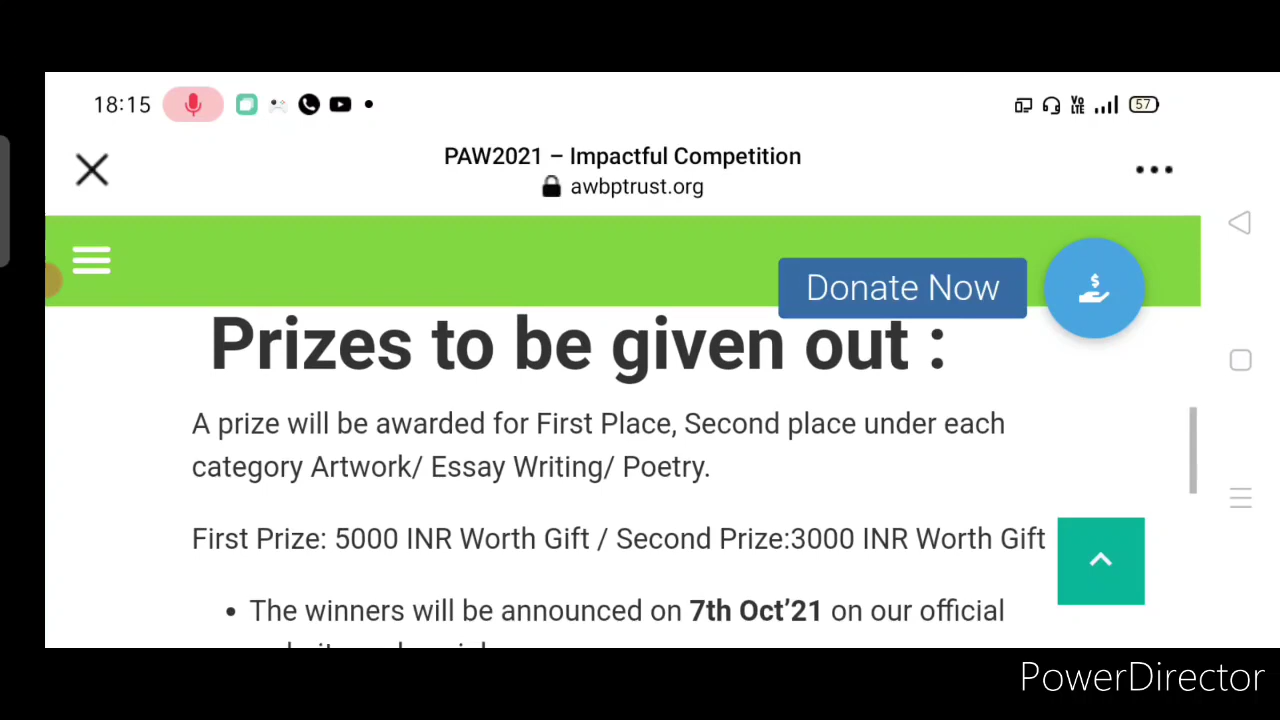 18:15
VoLTE
57
PAW2021 – Impactful Competition
awbptrust.org
Donate Now
Prizes to be given out :
A prize will be awarded for First Place, Second place under each
category Artwork/ Essay Writing/ Poetry.
First Prize: 5000 INR Worth Gift / Second Prize:3000 INR Worth Gift
• The winners will be announced on 7th Oct’21 on our official
PowerDirector